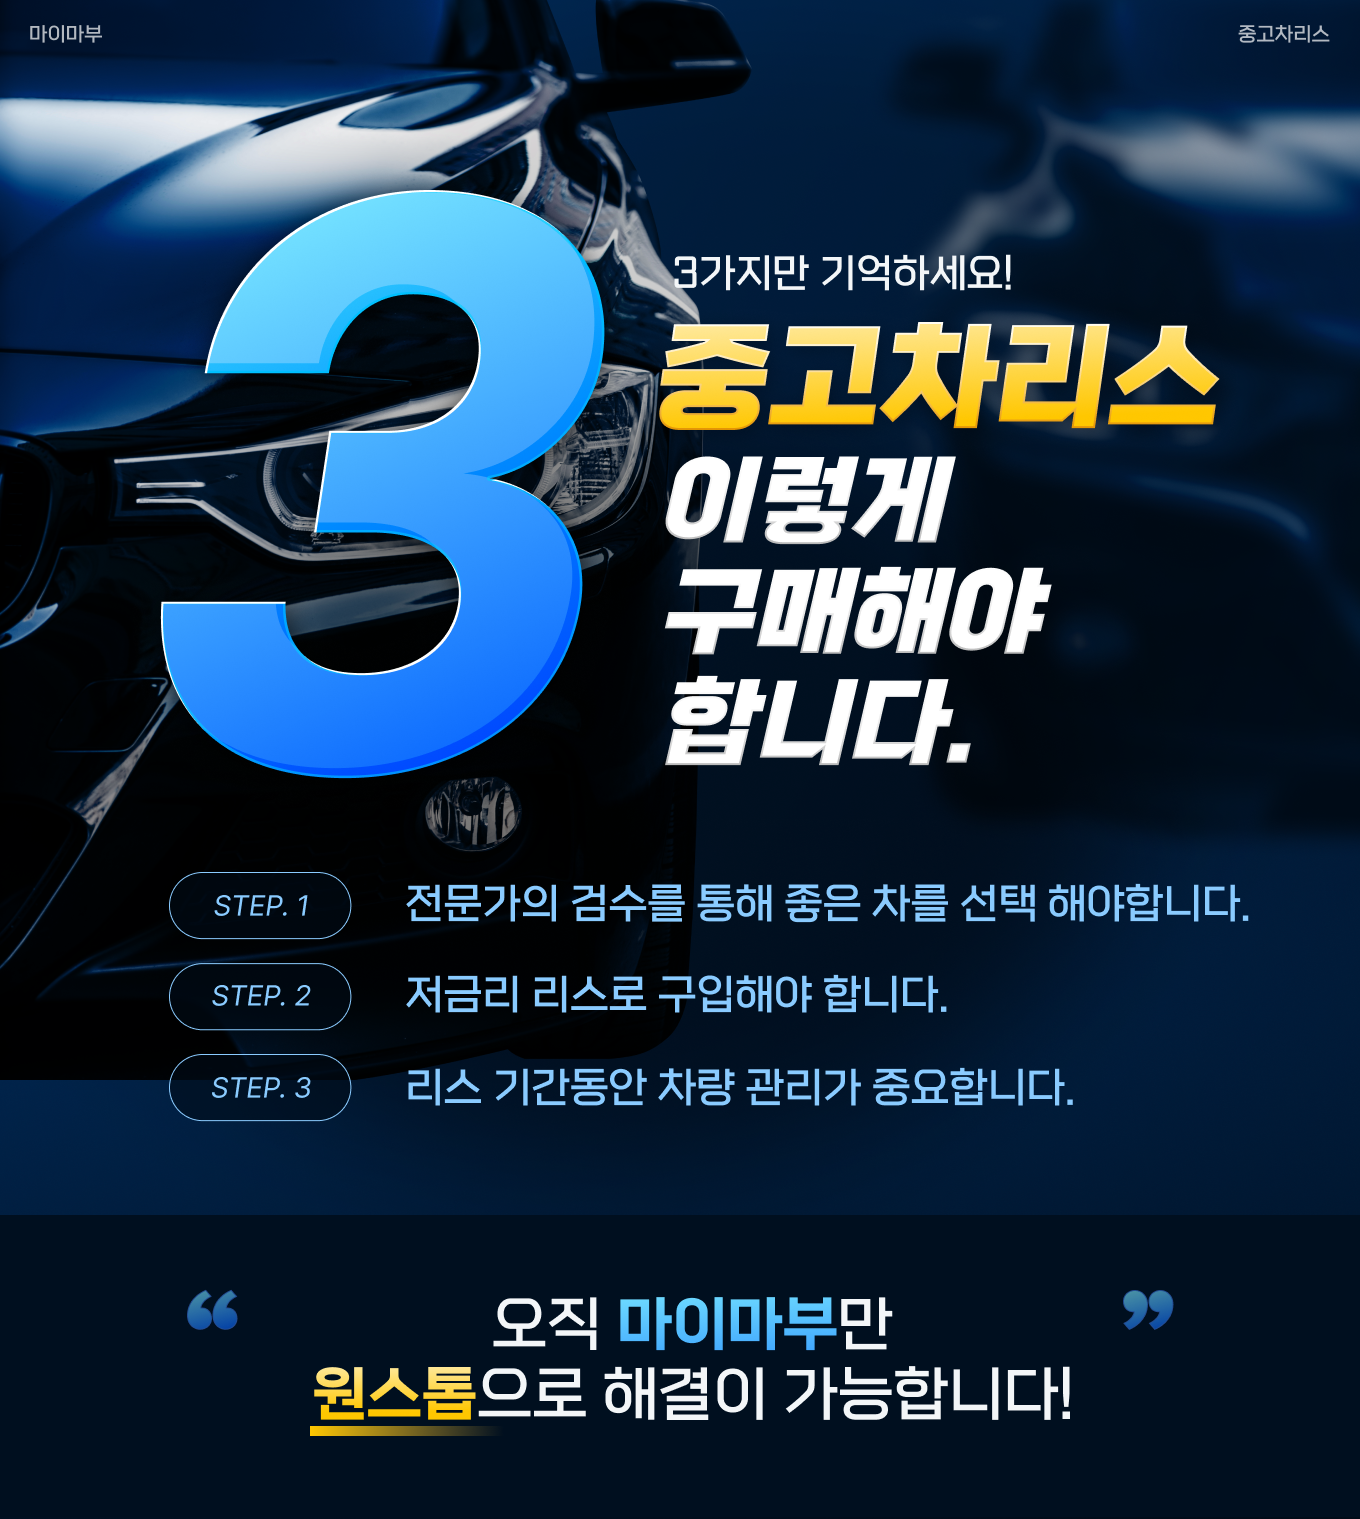 마이마부
중고차리스
3
3가지만 기억하세요!
중고차리스
이렇게
구매해야
합니다.
STEP. 1
전문가의 검수를 통해 좋은 차를 선택 해야합니다.
STEP. 2
저금리 리스로 구입해야 합니다.
STEP. 3
리스 기간동안 차량 관리가 중요합니다.
“ 오직 마이마부만 ”
원스톱으로 해결이 가능합니다!